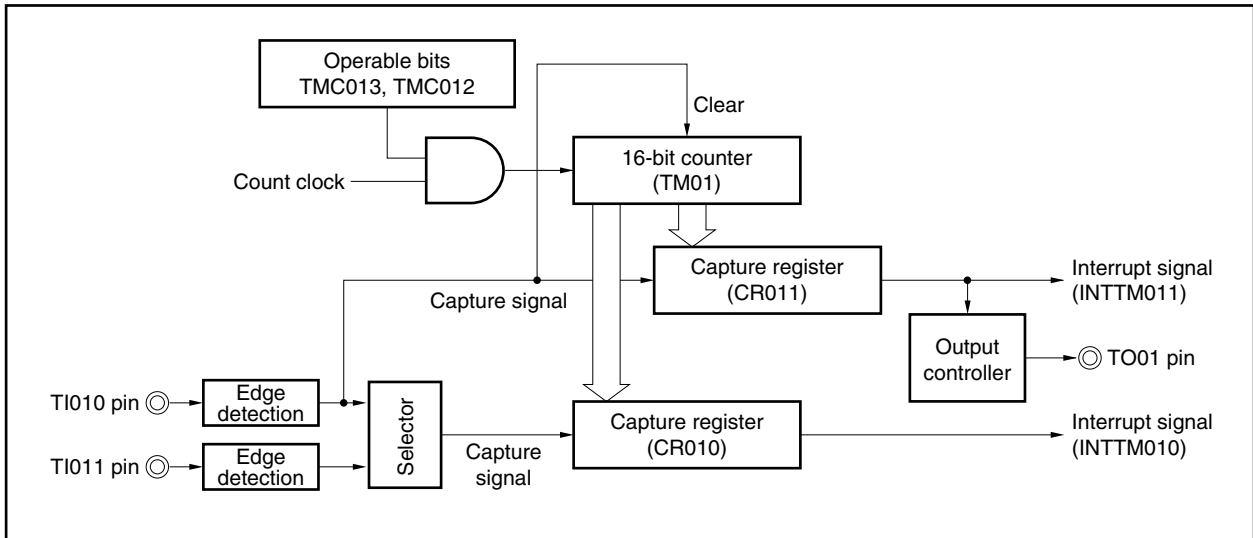 Operable bits
TMC013, TMC012
Clear
16-bit counter
(TM01)
Count clock
Capture register
(CR011)
Interrupt signal
(INTTM011)
Capture signal
Output
controller
TO01 pin
TI010 pin
Edge
detection
Selector
Capture register
(CR010)
Interrupt signal
(INTTM010)
TI011 pin
Edge
detection
Capture
signal